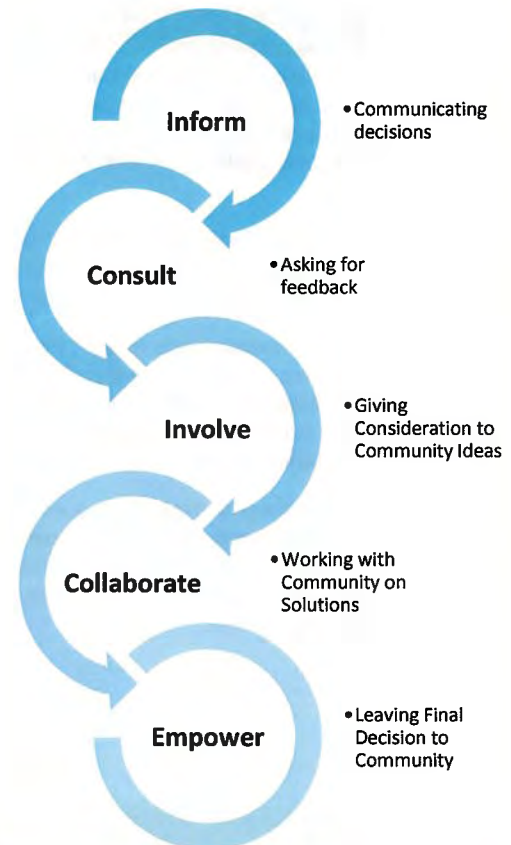 Inform
• Communicating
decisions
Consult
• Asking for
feedback
Involve
• Giving
Consideration to
Community Ideas
Collaborate
• Working with
Community on
Solutions
Empower
• Leaving Final
Decision to
Community